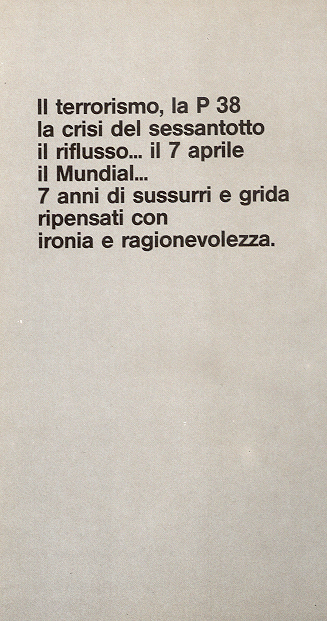 Il terrorismo, la P 38
la crisi del sessantotto
il riflusso... il 7 aprile
il Mundial...
7 anni di sussurri e grida
ripensati con
ironia e ragionevolezza.